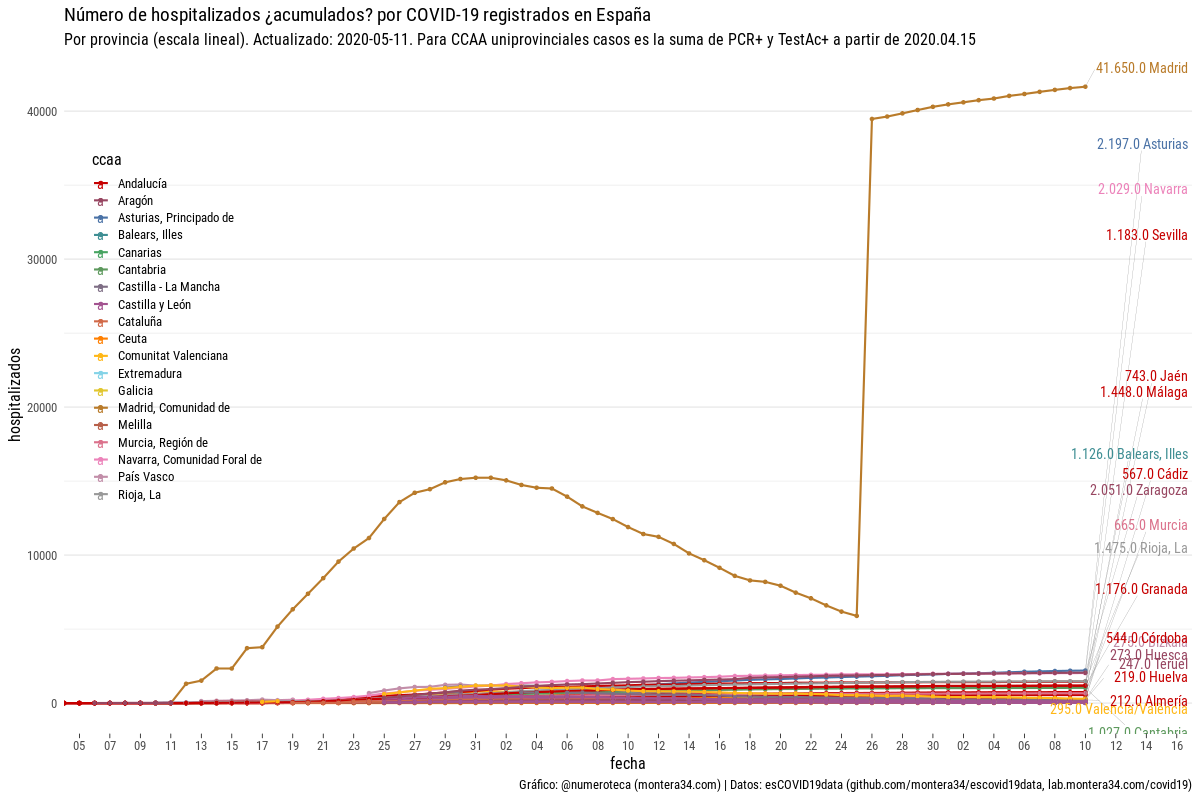 Número de hospitalizados ¿acumulados? por COVID-19 registrados en España
Por provincia (escala lineal). Actualizado: 2020-05-11. Para CCAA uniprovinciales casos es la suma de PCR+ y TestAc+ a partir de 2020.04.15
hospitalizados
40000
30000
20000
10000
0
ccaa
Andalucía
Aragón
Asturias, Principado de
Balears, Illes
Canarias
Cantabria
Castilla - La Mancha
Castilla y León
Cataluña
Ceuta
Comunitat Valenciana
Extremadura
Galicia
Madrid, Comunidad de
Melilla
Murcia, Región de
Navarra, Comunidad Foral de
País Vasco
Rioja, La
41.650.0 Madrid
2.197.0 Asturias
2.029.0 Navarra
1.183.0 Sevilla
743.0 Jaén
1.448.0 Málaga
1.126.0 Balears, Illes
567.0 Cádiz
2.051.0 Zaragoza
665.0 Murcia
1.475.0 Rioja, La
1.176.0 Granada
544.0 Córdoba
Bizkaia
273.0 Huesca
247.0 Teruel
219.0 Huelva
212.0 Almería
295.0 Valencia/València
1.027.0 Cantabria
05 07 09 11 13 15 17 19 21 23 25 27 29 31 02 04 06 08 10 12 14 16 18 20 22 24 26 28 30 02 04 06 08 10 12 14 16
fecha
Gráfico: @numeroteca (montera34.com) | Datos: esCOVID19data (github.com/montera34/escovid19data, lab.montera34.com/covid19)